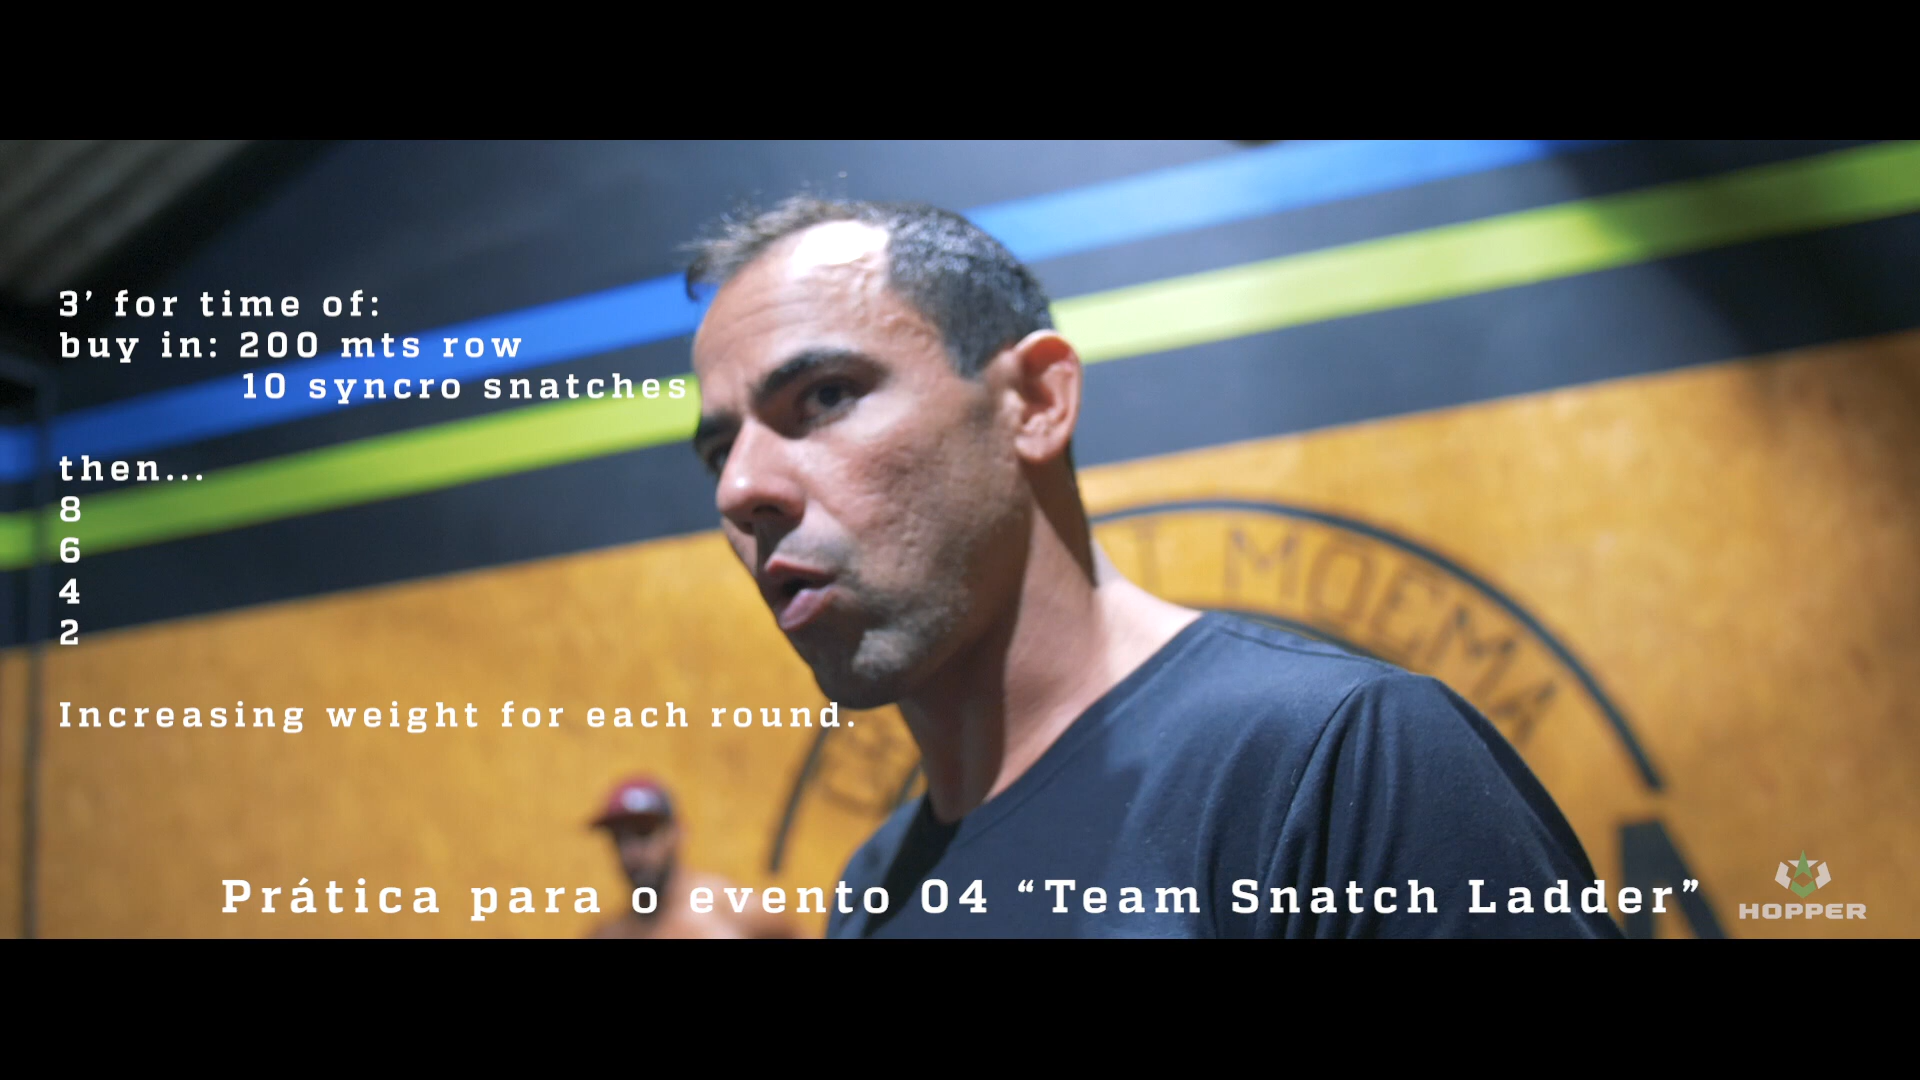 3’ for time of:
buy in: 200 mts row
10 syncro snatches
then...
8
6
4
2
Increasing weight for each round.
MOEMA
Prática para o evento 04 “Team Snatch Ladder”
HOPPER